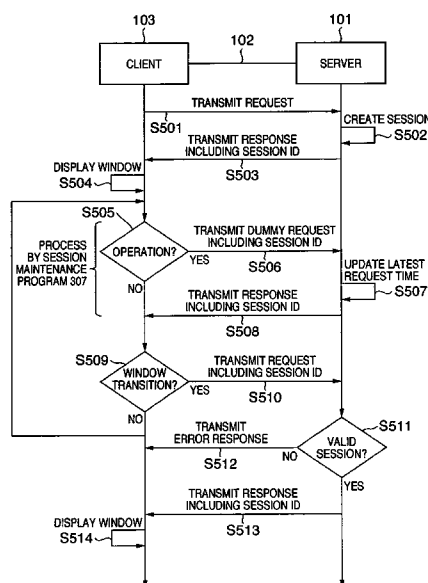 103
101
102
CLIENT
SERVER
TRANSMIT REQUEST
S501
CREATE SESSION
S502
TRANSMIT RESPONSE
INCLUDING SESSION ID
S503
DISPLAY WINDOW
S504
S505
PROCESS
BY SESSION
MAINTENANCE
PROGRAM 307
OPERATION?
YES
NO
TRANSMIT DUMMY REQUEST
INCLUDING SESSION ID
S506
UPDATE LATEST
REQUEST TIME
S507
TRANSMIT RESPONSE
INCLUDING SESSION ID
S508
S509
WINDOW
TRANSITION?
YES
NO
TRANSMIT REQUEST
INCLUDING SESSION ID
S510
S511
VALID
SESSION?
NO
YES
TRANSMIT
ERROR RESPONSE
S512
TRANSMIT RESPONSE
INCLUDING SESSION ID
S513
DISPLAY WINDOW
S514